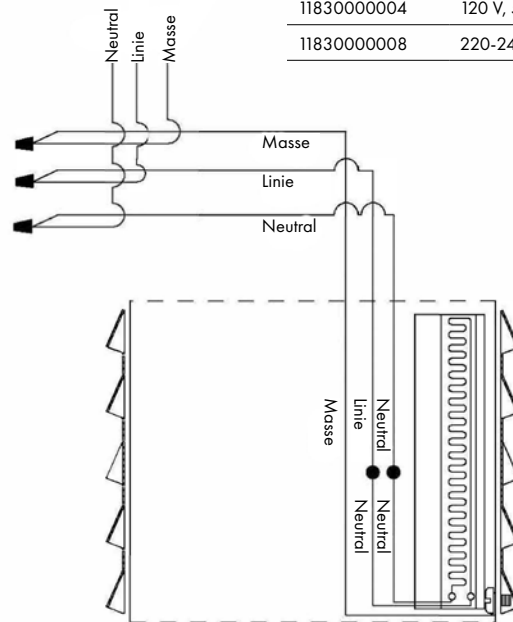 11830000004 120 V,
11830000008 220-24
Neutral
Linie
Masse
Masse
Linie
Neutral
Masse
Linie
Neutral
Neutral
Neutral